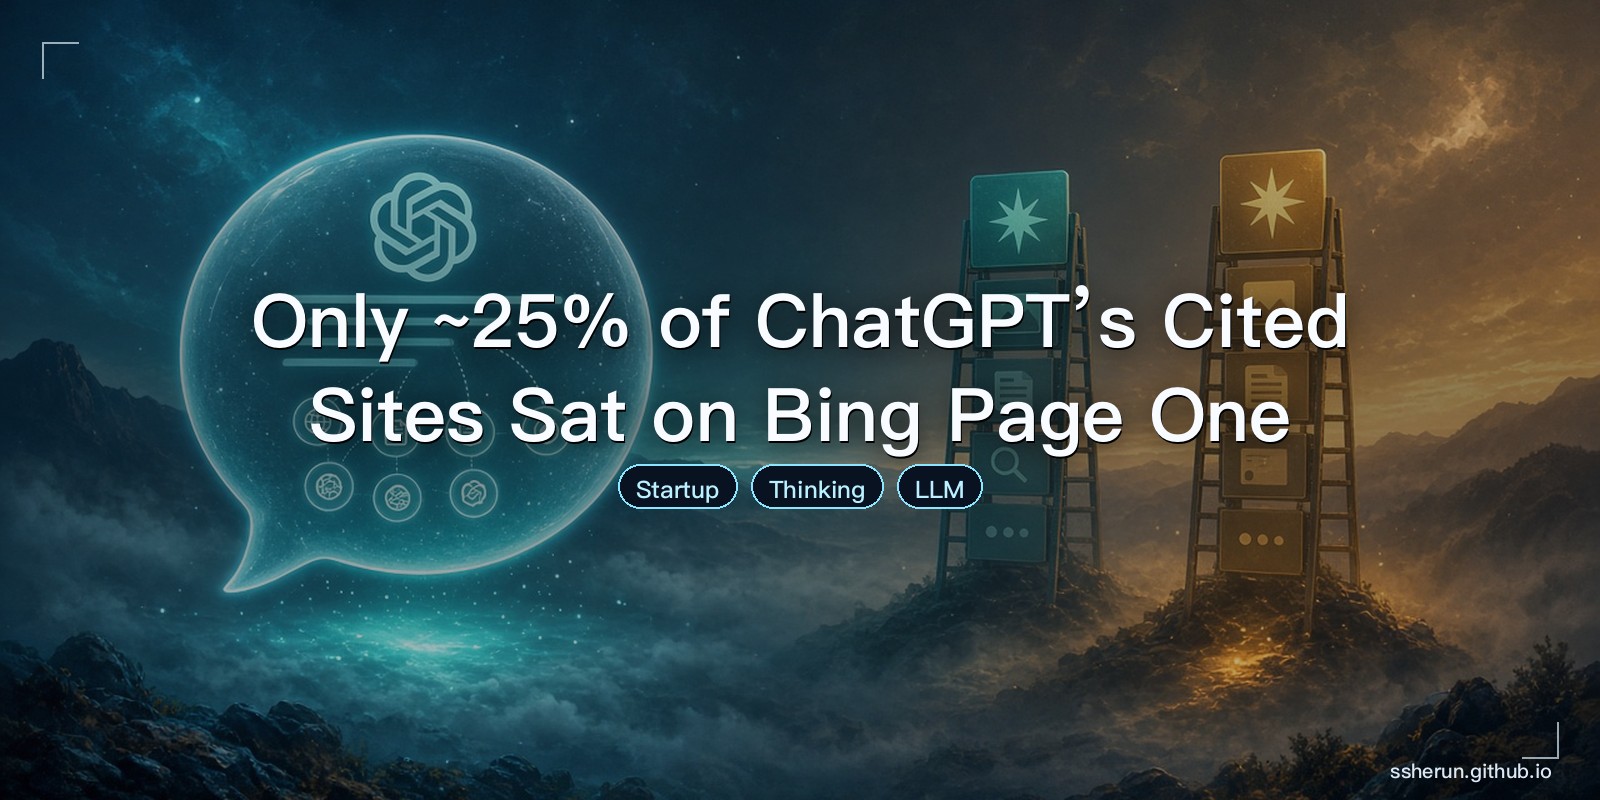 Only ~25% of ChatGPT’s Cited
Sites Sat on Bing Page One
Startup
Thinking
LLM
ssherun.github.io